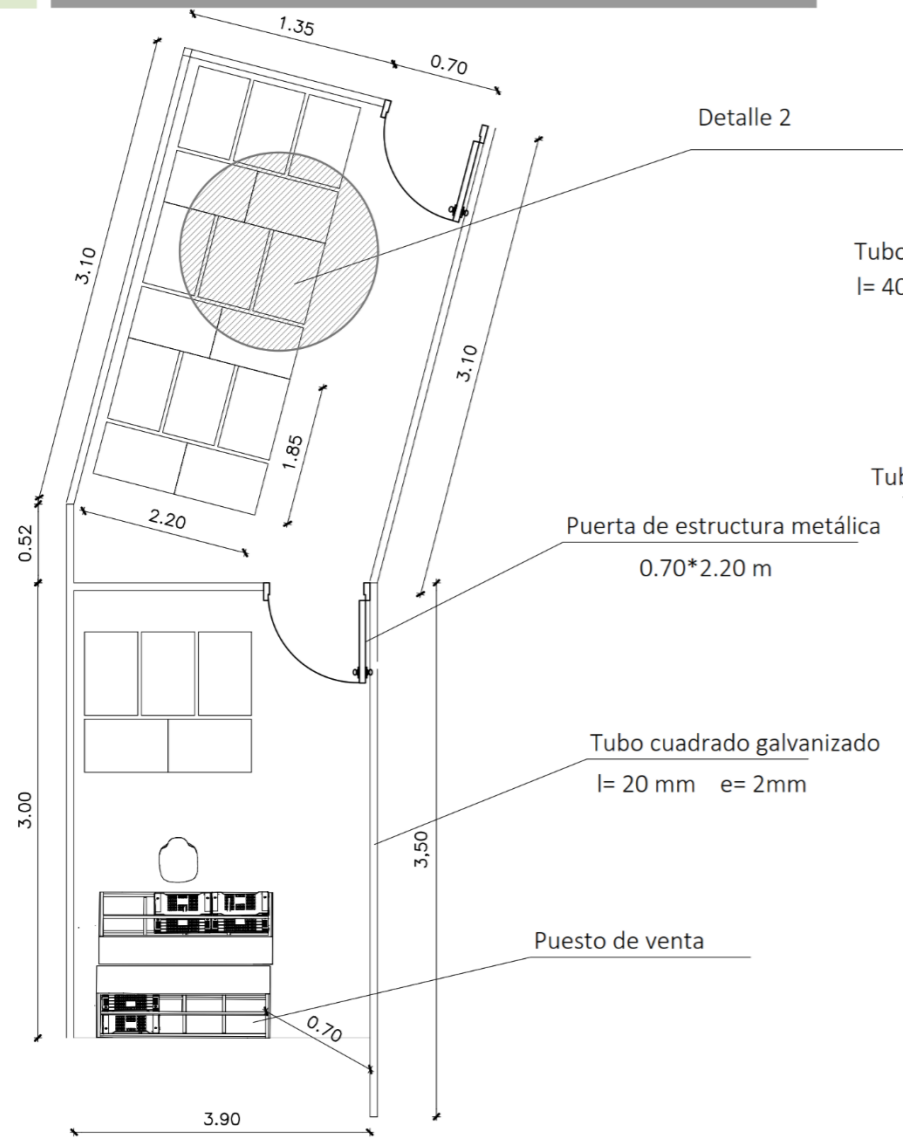 1.35
0.70
Detalle 2
Tubo
l= 40
3.10
3.10
1.85
Tub
2.20
0.52
Puerta de estructura metálica
0.70*2.20 m
Tubo cuadrado galvanizado
l= 20 mm e= 2mm
3.00
3,50
Puesto de venta
0.70
3.90